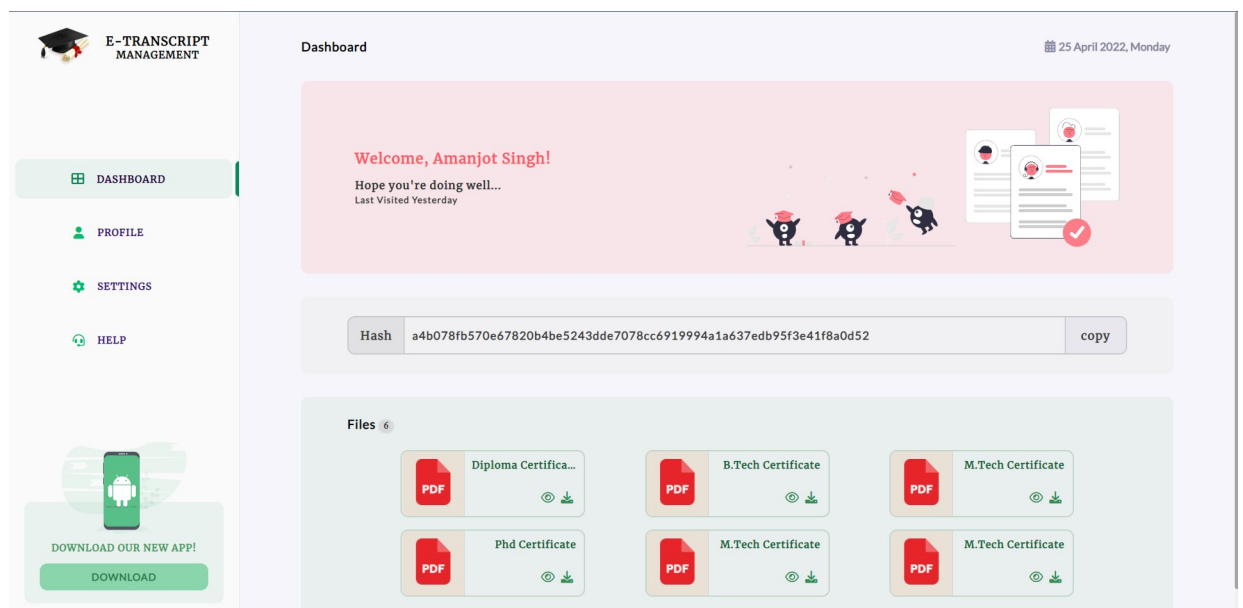 E-TRANSCRIPT
MANAGEMENT
DASHBOARD
PROFILE
SETTINGS
HELP
DOWNLOAD OUR NEW APP!
DOWNLOAD
Dashboard
25 April 2022, Monday
Welcome, Amanjot Singh!
Hope you're doing well...
Last Visited Yesterday
Hash a4b078fb570e67820b4be5243dde7078cc6919994a1a637edb95f3e41f8a0d52 copy
Files 6
PDF Diploma Certifica...
PDF B.Tech Certificate
PDF M.Tech Certificate
PDF Phd Certificate
PDF M.Tech Certificate
PDF M.Tech Certificate